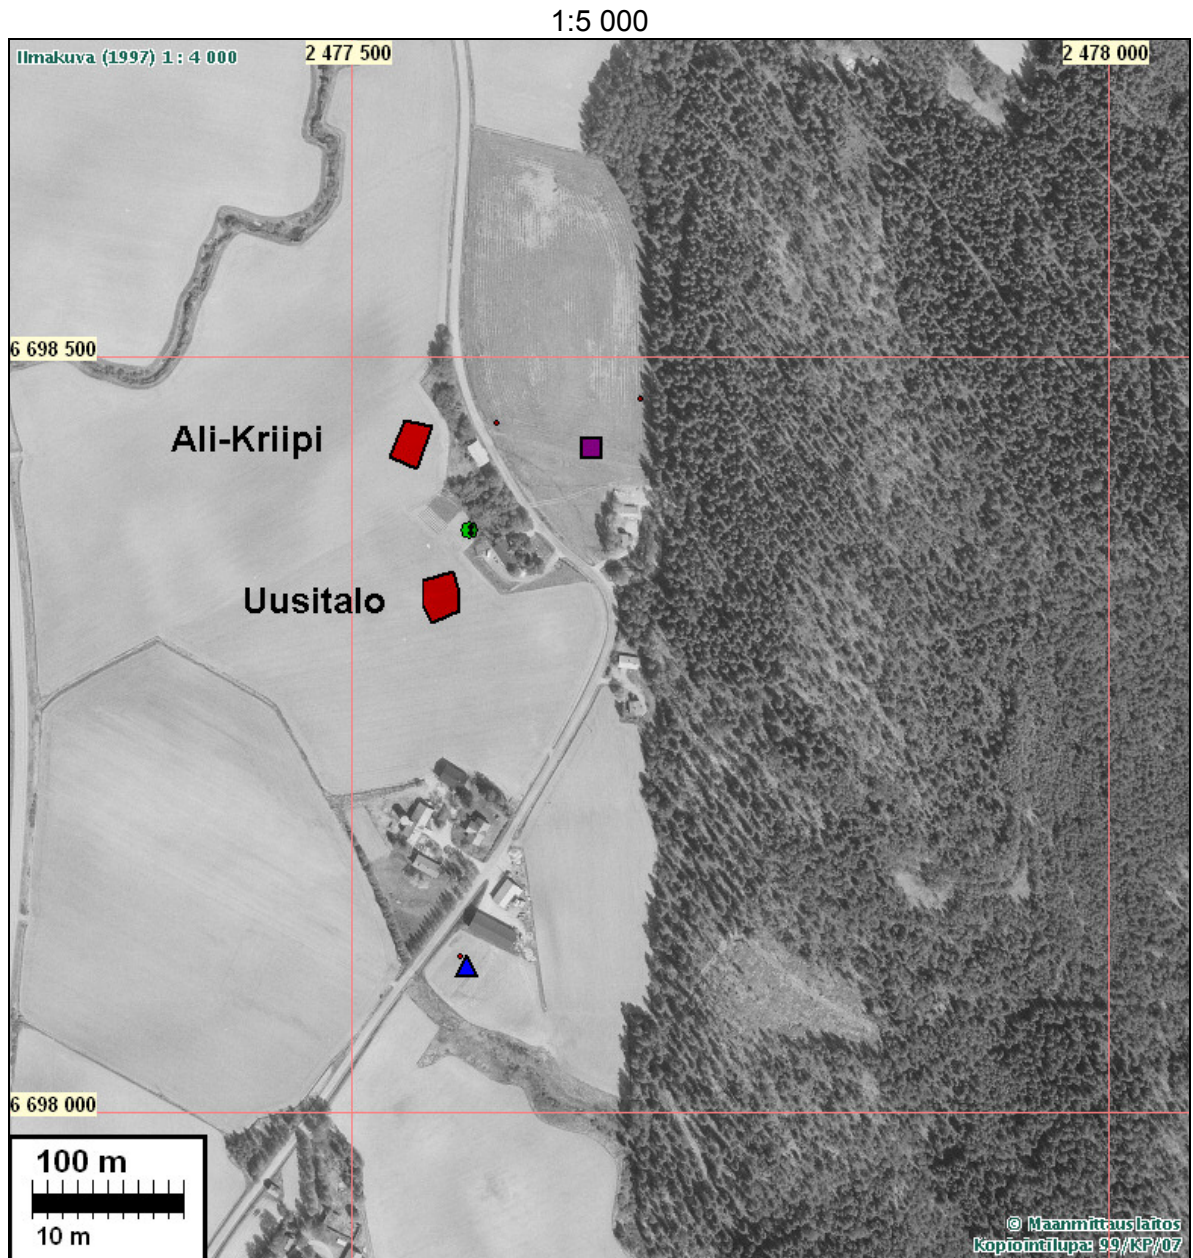 1:5 000
Ilmakuva (1997) 1 : 4 000
2 477 500
2 478 000
6 698 500
Ali-Kriipi
Uusitalo
6 698 000
100 m
10 m
© Maanmittauslaitos
Kopiointilupa: 99/KP/07